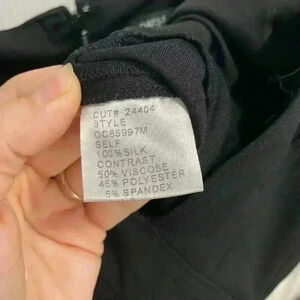 CUT# 24404
STYLE
OC85997M
SELF
100%SILK
CONTRAST
50% VISCOSE
45% POLYESTER
5% SPANDEX